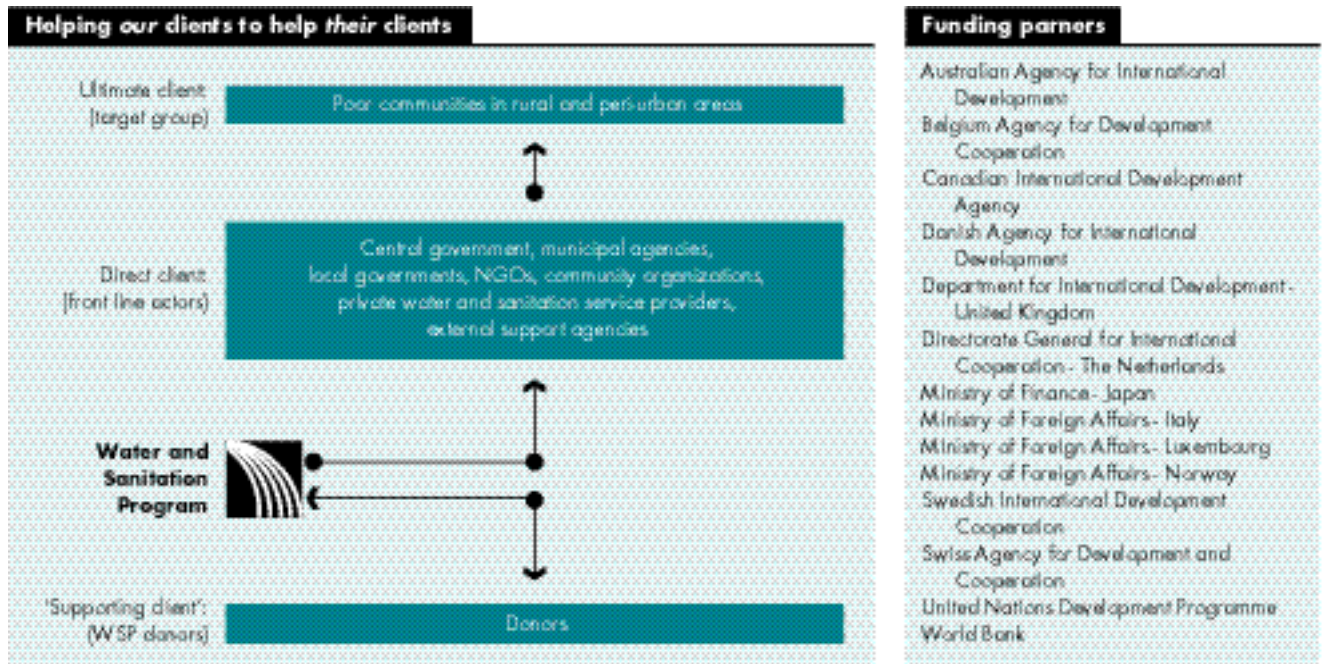 Helping our clients to help their clients
Ultimate client
(target group)
Poor communities in rural and peri-urban areas
Direct client
(front line actors)
Central government, municipal agencies,
local governments, NGOs, community organizations,
private water and sanitation service providers,
external support agencies
Water and
Sanitation
Program
'Supporting client':
(WSP donors)
Donors
Funding parners
Australian Agency for International
Development
Belgium Agency for Development
Cooperation
Canadian International Development
Agency
Danish Agency for International
Development
Department for International Development -
United Kingdom
Directorate General for International
Cooperation - The Netherlands
Ministry of Finance - Japan
Ministry of Foreign Affairs - Italy
Ministry of Foreign Affairs - Luxembourg
Ministry of Foreign Affairs - Norway
Swedish International Development
Cooperation
Swiss Agency for Development and
Cooperation
United Nations Development Programme
World Bank